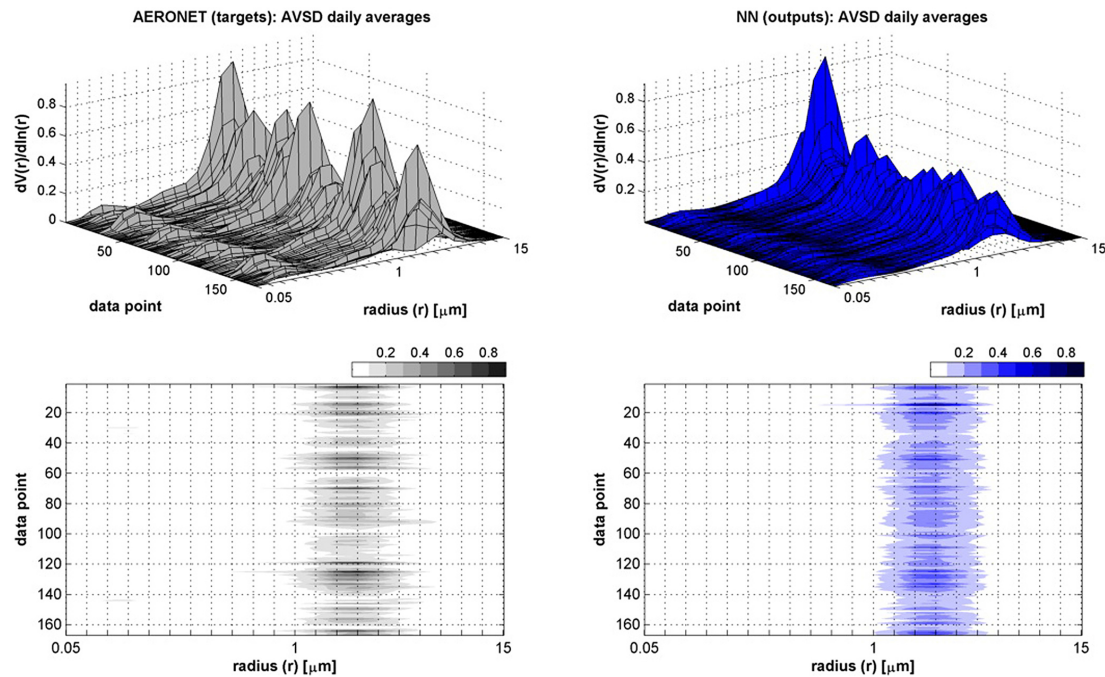 AERONET (targets): AVSD daily averages
NN (outputs): AVSD daily averages
dV(r)/dln(r)
0.8
0.6
0.4
0.2
0
50
100
150
data point
0.05
1
15
radius (r) [μm]
dV(r)/dln(r)
0.8
0.6
0.4
0.2
50
100
150
data point
0.05
1
15
radius (r) [μm]
0.2 0.4 0.6 0.8
data point
20
40
60
80
100
120
140
160
0.05 1 15
radius (r) [μm]
0.2 0.4 0.6 0.8
data point
20
40
60
80
100
120
140
160
0.05 1 15
radius (r) [μm]